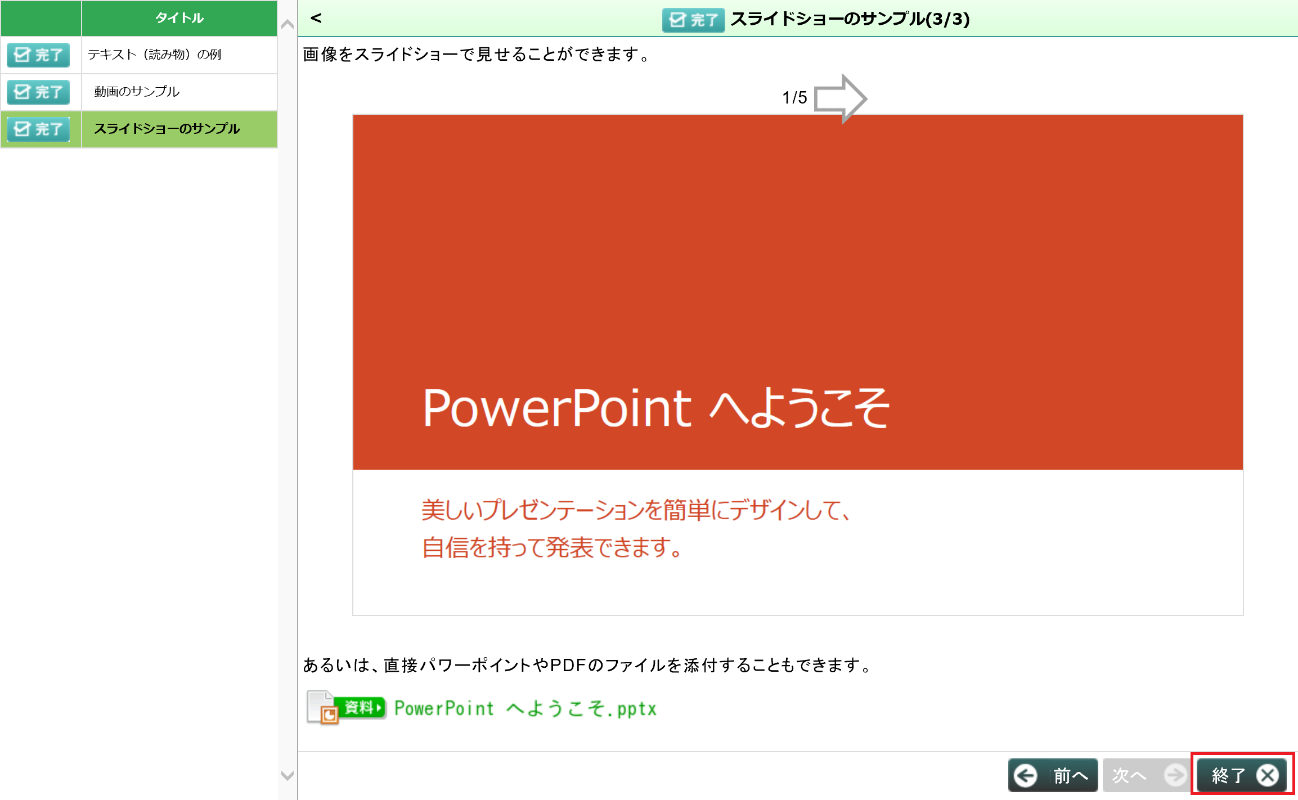 タイトル
完了 テキスト（読み物）の例
完了 動画のサンプル
完了 スライドショーのサンプル
< 完了 スライドショーのサンプル(3/3)
画像をスライドショーで見せることができます。
1/5
PowerPoint へようこそ
美しいプレゼンテーションを簡単にデザインして、
自信を持って発表できます。
あるいは、直接パワーポイントやPDFのファイルを添付することもできます。
資料 PowerPoint へようこそ.pptx
前へ 次へ 終了